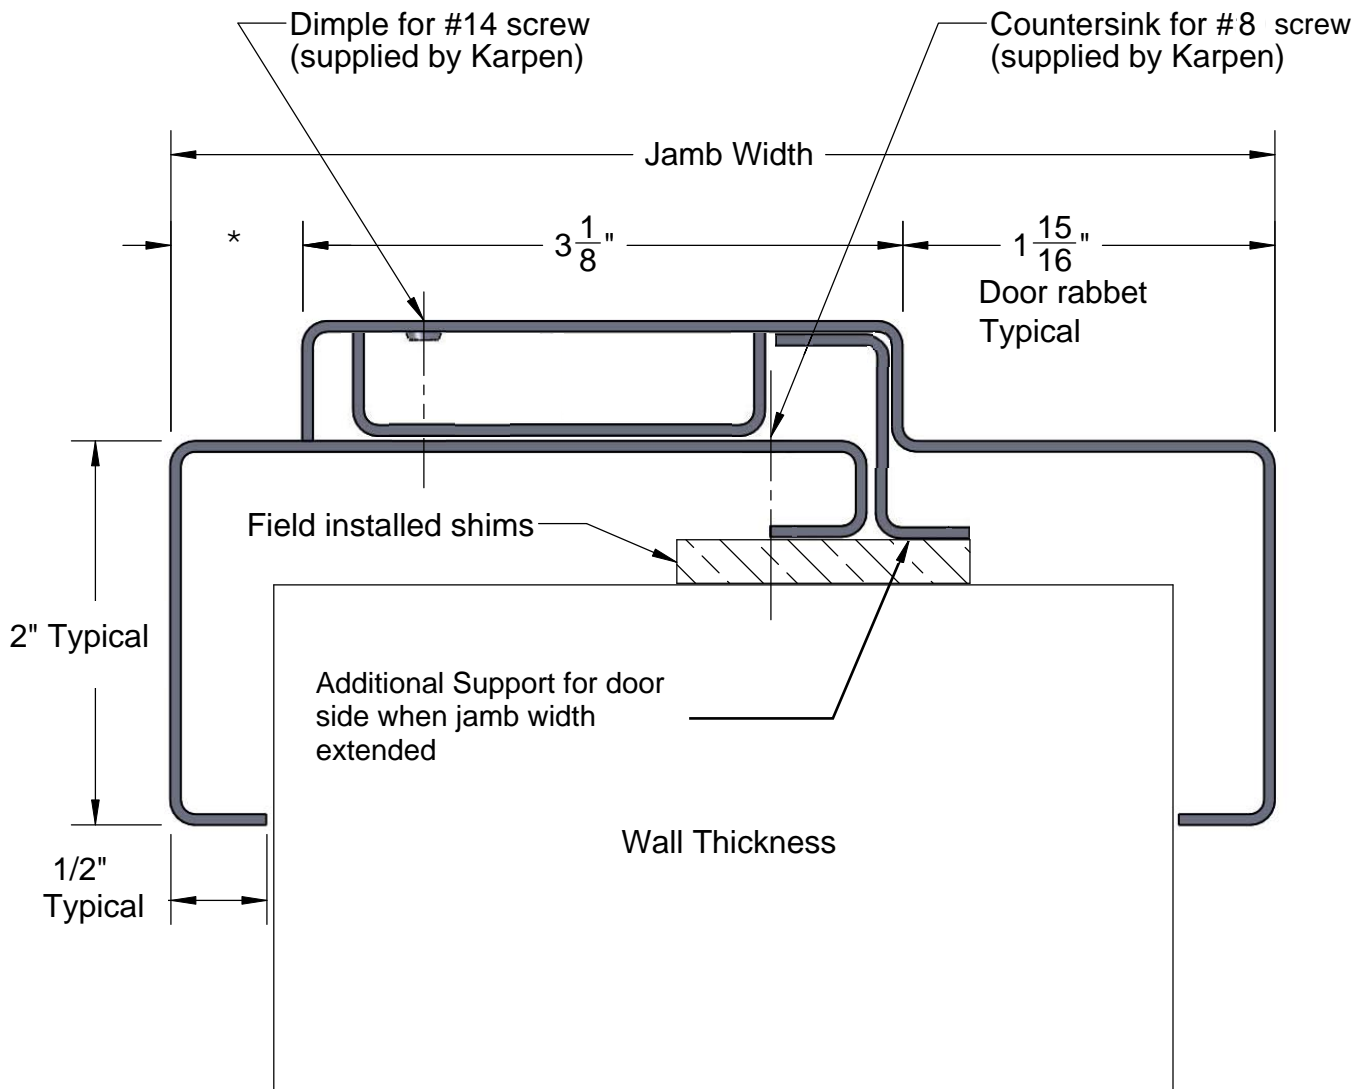 Dimple for #14 screw
(supplied by Karpen)
Countersink for #8 screw
(supplied by Karpen)
Jamb Width
*
3 1/8"
1 15/16"
Door rabbet
Typical
Field installed shims
2" Typical
Additional Support for door
side when jamb width
extended
Wall Thickness
1/2"
Typical